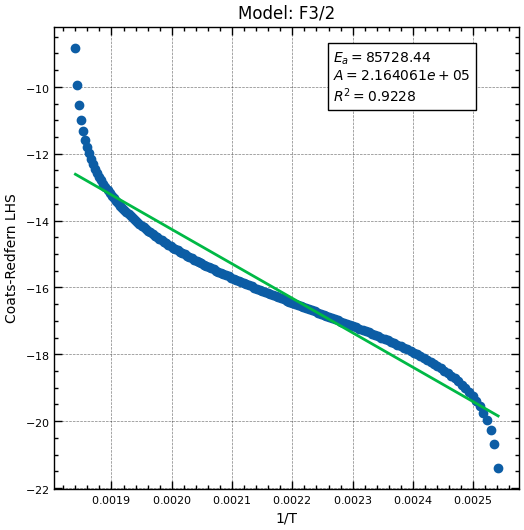 Model: F3/2
E_a = 85728.44
A = 2.164061e + 05
R^2 = 0.9228
Coats-Redfern LHS
−10
−12
−14
−16
−18
−20
−22
0.0019 0.0020 0.0021 0.0022 0.0023 0.0024 0.0025
1/T